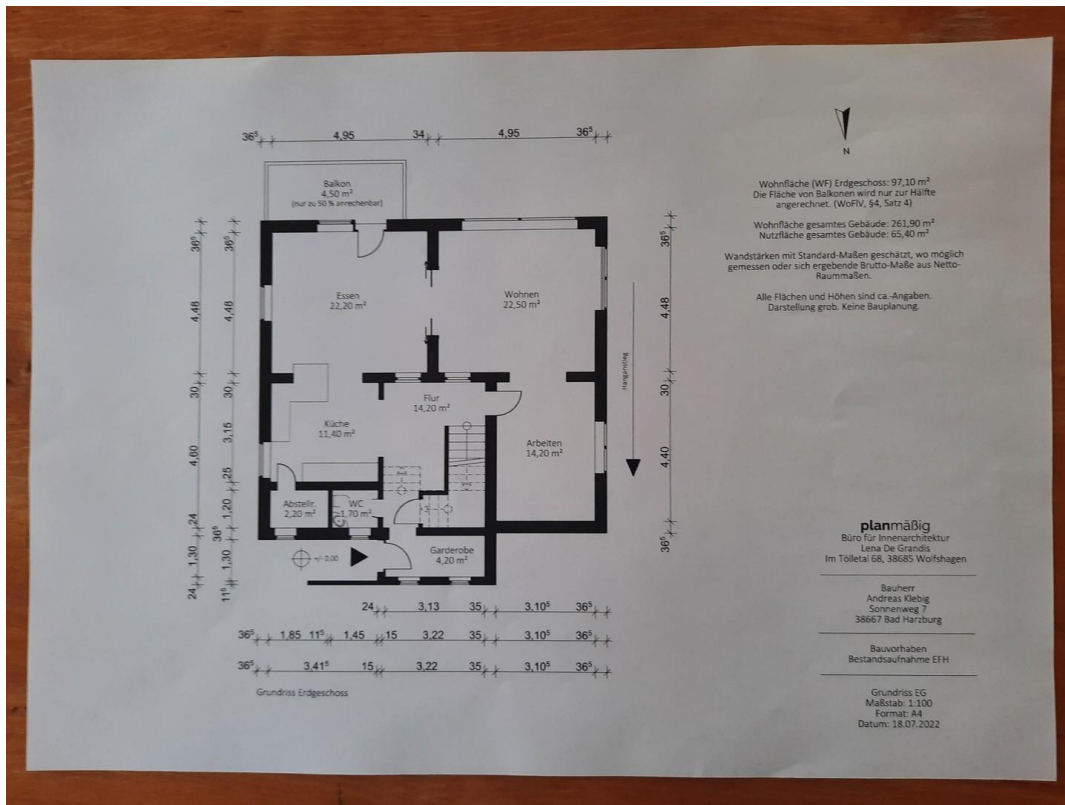 36⁵ 4,95 34 4,95 36⁵
N
Balkon
4,50 m²
(nur zu 50 % anrechenbar)
Wohnfläche (WF) Erdgeschoss: 97,10 m²
Die Fläche von Balkonen wird nur zur Hälfte
angerechnet. (WoFlV, §4, Satz 4)
Wohnfläche gesamtes Gebäude: 261,90 m²
Nutzfläche gesamtes Gebäude: 65,40 m²
Wandstärken mit Standard-Maßen geschätzt, wo möglich
gemessen oder sich ergebende Brutto-Maße aus Netto-
Raummaßen.
Alle Flächen und Höhen sind ca.-Angaben.
Darstellung grob. Keine Bauplanung.
36⁵
4,48
30
4,60
24
1,30
24
36⁵
4,48
30
3,15
25
1,20
36⁵
1,30
11⁵
Essen
22,20 m²
Wohnen
22,50 m²
Flur
14,20 m²
Küche
11,40 m²
Arbeiten
14,20 m²
Abstellr.
2,20 m²
WC
1,70 m²
Garderobe
4,20 m²
+/- 0,00
Hanganstieg
36⁵
4,48
30
4,40
36⁵
24 3,13 35 3,10⁵ 36⁵
36⁵ 1,85 11⁵ 1,45 15 3,22 35 3,10⁵ 36⁵
36⁵ 3,41⁵ 15 3,22 35 3,10⁵ 36⁵
Grundriss Erdgeschoss
planmäßig
Büro für Innenarchitektur
Lena De Grandis
Im Tölletal 68, 38685 Wolfshagen
Bauherr
Andreas Klebig
Sonnenweg 7
38667 Bad Harzburg
Bauvorhaben
Bestandsaufnahme EFH
Grundriss EG
Maßstab: 1:100
Format: A4
Datum: 18.07.2022